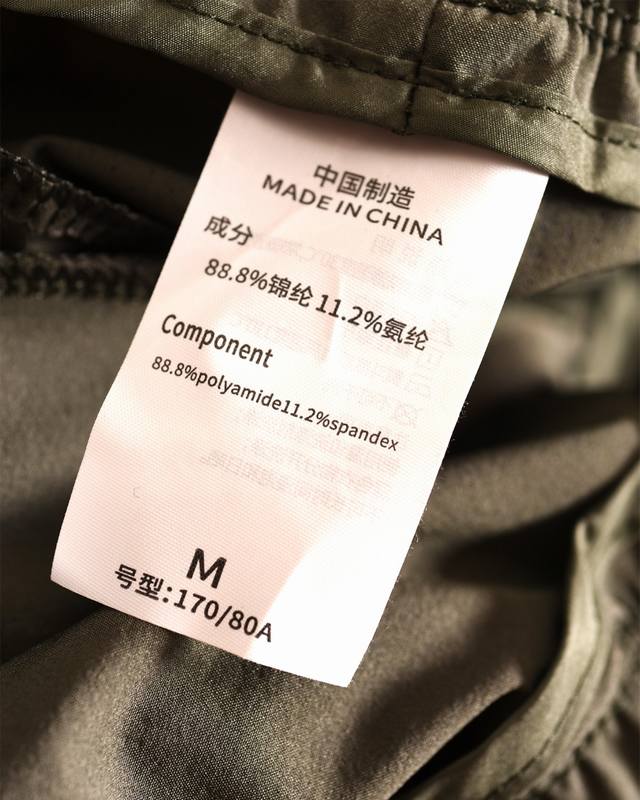 中国制造
MADE IN CHINA
成分
88.8%锦纶 11.2%氨纶
Component
88.8%polyamide11.2%spandex
M
号型:170/80A